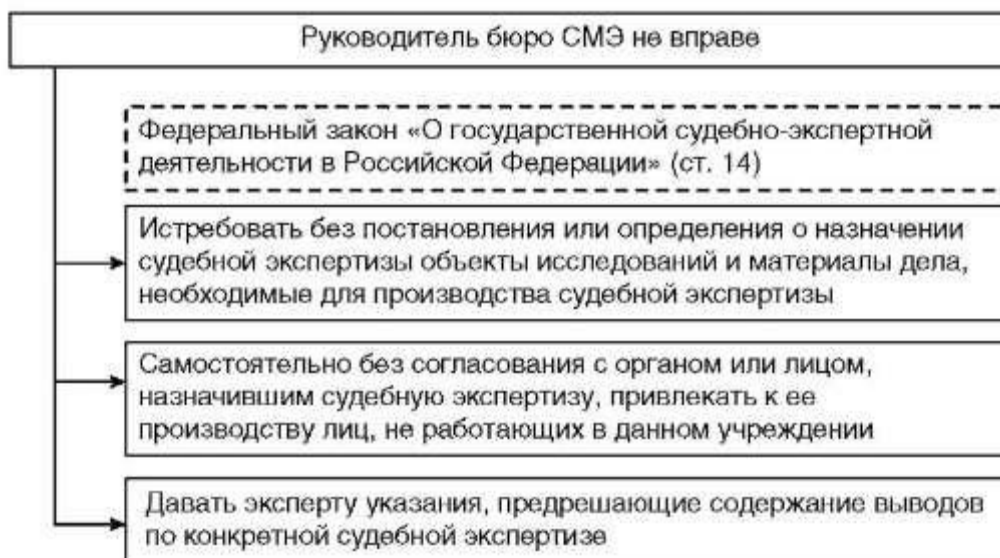 Руководитель бюро СМЭ не вправе
Федеральный закон «О государственной судебно-экспертной
деятельности в Российской Федерации» (ст. 14)
Истребовать без постановления или определения о назначении
судебной экспертизы объекты исследований и материалы дела,
необходимые для производства судебной экспертизы
Самостоятельно без согласования с органом или лицом,
назначившим судебную экспертизу, привлекать к ее
производству лиц, не работающих в данном учреждении
Давать эксперту указания, предрешающие содержание выводов
по конкретной судебной экспертизе